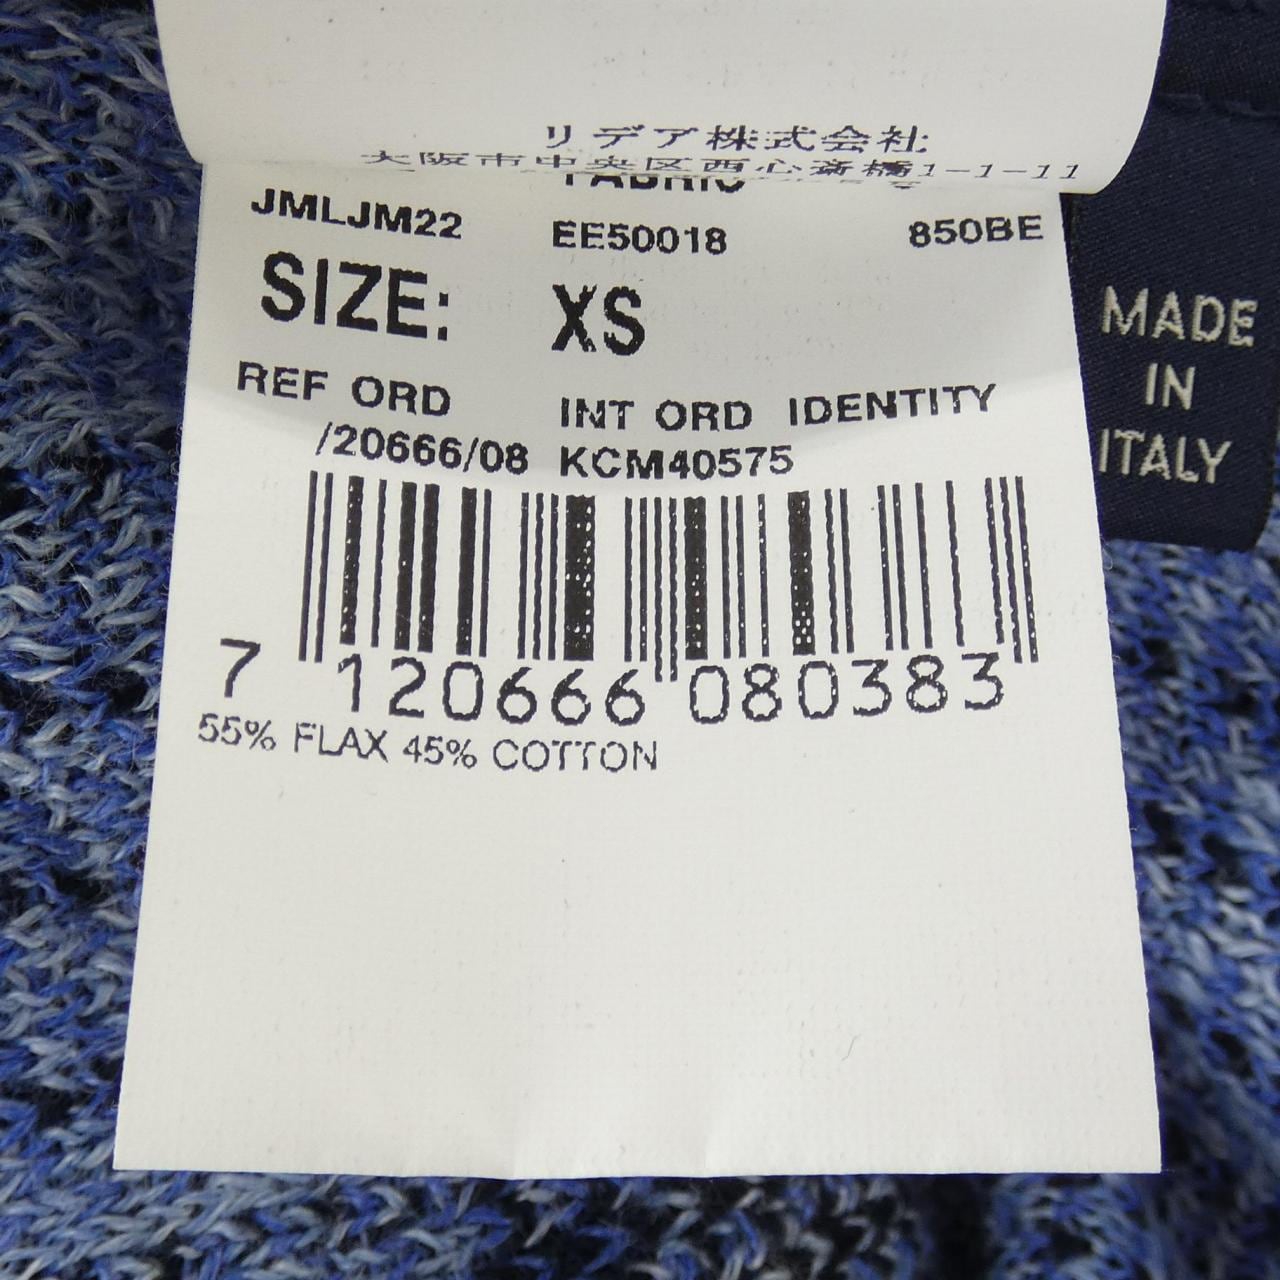 リデア株式会社
大阪市中央区西心斎橋1-1-11
FABRIC
JMLJM22 EE50018 850BE
SIZE: XS
REF ORD INT ORD IDENTITY
/20666/08 KCM40575
7 120666 080383
55% FLAX 45% COTTON
MADE
IN
ITALY